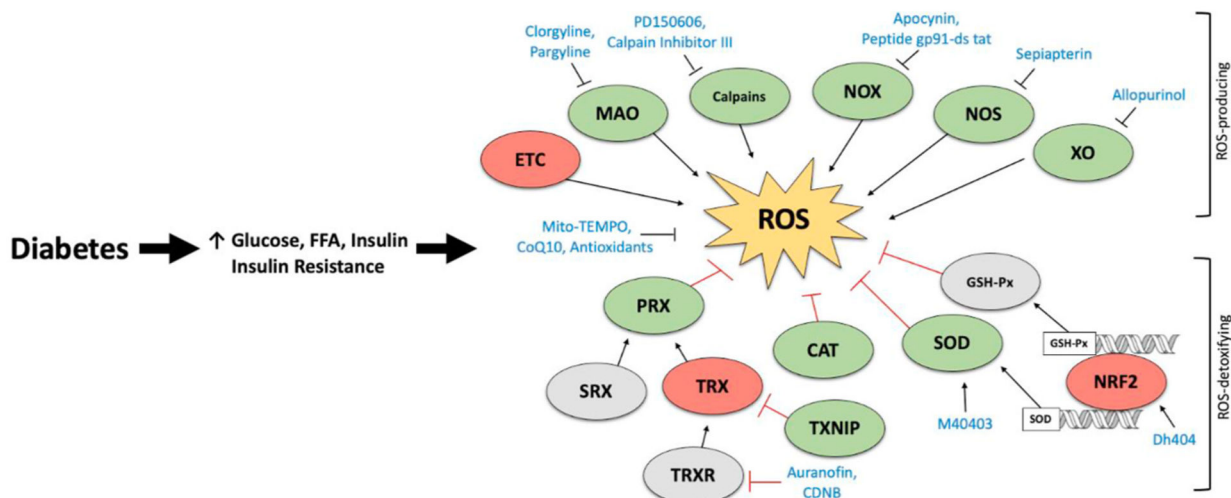 Clorgyline,
Pargyline
PD150606,
Calpain Inhibitor III
Apocynin,
Peptide gp91-ds tat
Sepiapterin
Allopurinol
MAO
Calpains
NOX
NOS
XO
ETC
ROS
ROS-producing
Mito-TEMPO,
CoQ10, Antioxidants
Diabetes
↑ Glucose, FFA, Insulin
Insulin Resistance
PRX
CAT
SOD
GSH-Px
GSH-Px
NRF2
SOD
SRX
TRX
TXNIP
M40403
Dh404
TRXR
Auranofin,
CDNB
ROS-detoxifying